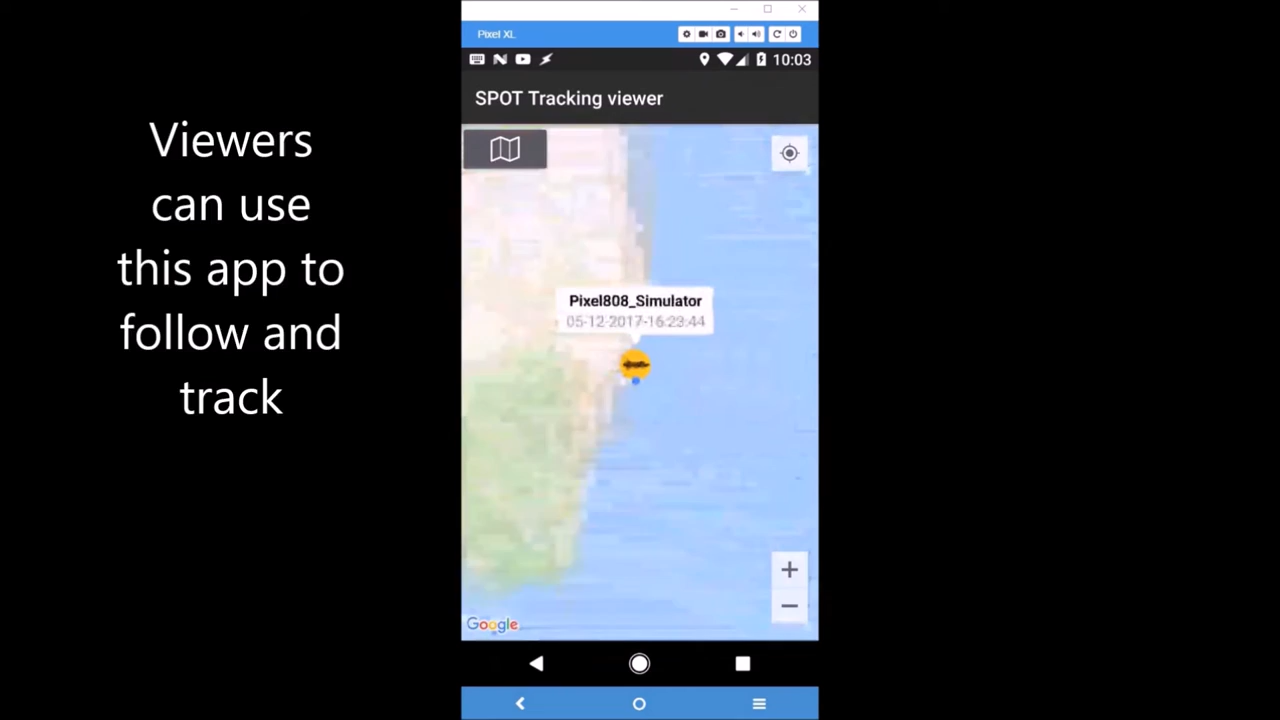 Viewers
can use
this app to
follow and
track
Pixel XL
10:03
SPOT Tracking viewer
Pixel808_Simulator
05-12-2017-16:23:44
Google